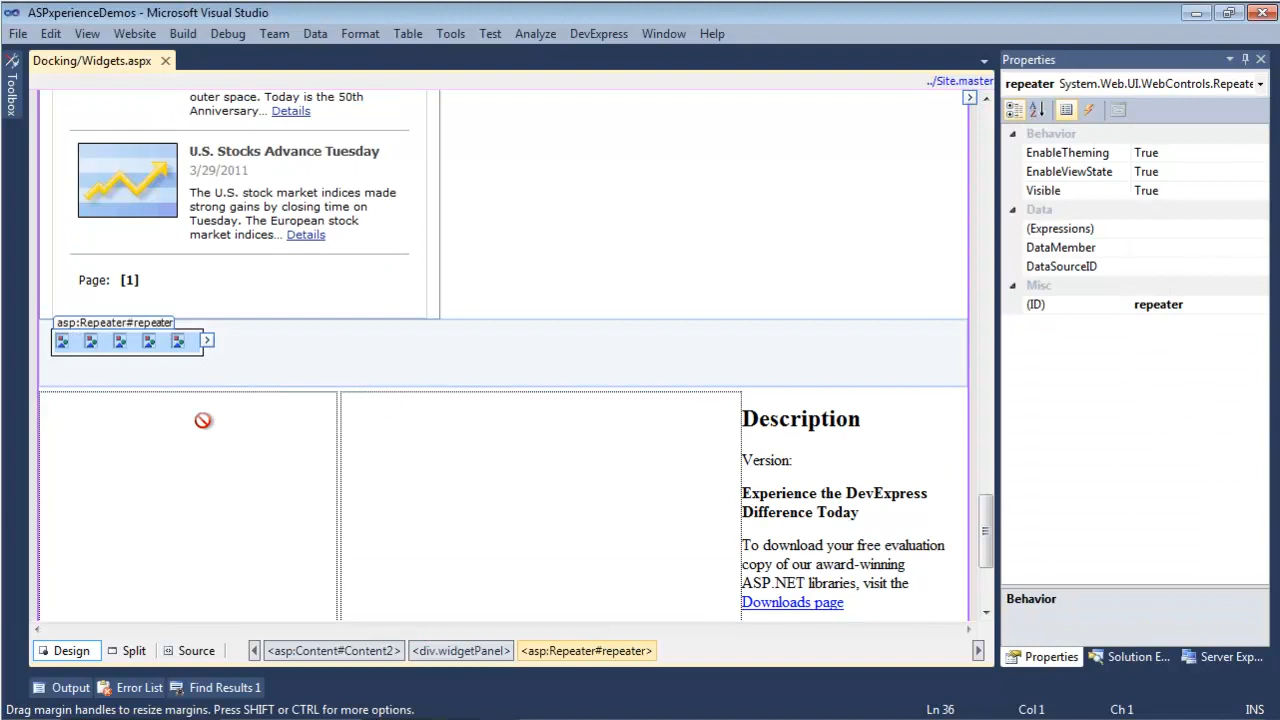 ASPxperienceDemos - Microsoft Visual Studio
File Edit View Website Build Debug Team Data Format Table Tools Test Analyze DevExpress Window Help
Toolbox
Docking/Widgets.aspx
../Site.master
outer space. Today is the 50th
Anniversary... Details
U.S. Stocks Advance Tuesday
3/29/2011
The U.S. stock market indices made
strong gains by closing time on
Tuesday. The European stock
market indices... Details
Page: [1]
asp:Repeater#repeater
Description
Version:
Experience the DevExpress
Difference Today
To download your free evaluation
copy of our award-winning
ASP.NET libraries, visit the
Downloads page
Design Split Source <asp:Content#Content2> <div.widgetPanel> <asp:Repeater#repeater>
Properties
repeater System.Web.UI.WebControls.Repeate
Behavior
EnableTheming True
EnableViewState True
Visible True
Data
(Expressions)
DataMember
DataSourceID
Misc
(ID) repeater
Behavior
Properties Solution E... Server Exp...
Output Error List Find Results 1
Drag margin handles to resize margins. Press SHIFT or CTRL for more options. Ln 36 Col 1 Ch 1 INS